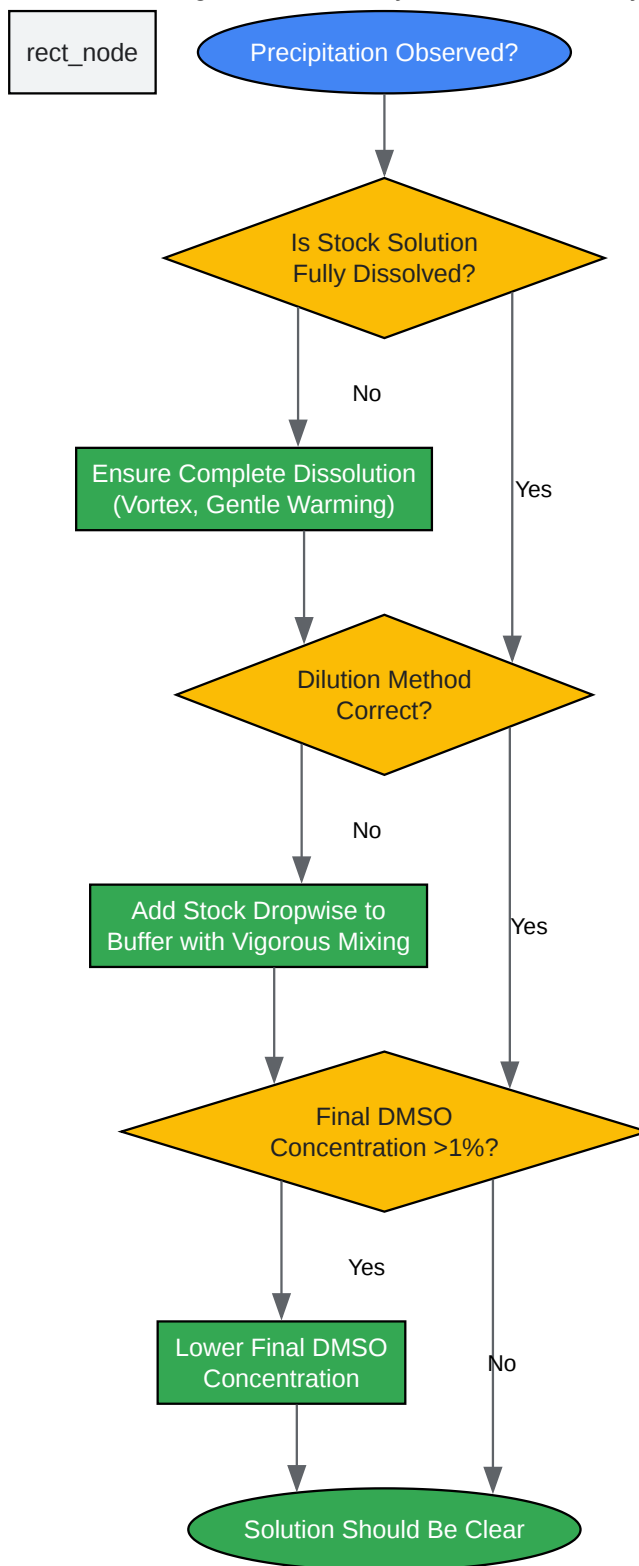 rect_node
Precipitation Observed?
Is Stock Solution
Fully Dissolved?
No
Yes
Ensure Complete Dissolution
(Vortex, Gentle Warming)
Dilution Method
Correct?
No
Yes
Add Stock Dropwise to
Buffer with Vigorous Mixing
Final DMSO
Concentration >1%?
Yes
No
Lower Final DMSO
Concentration
Solution Should Be Clear